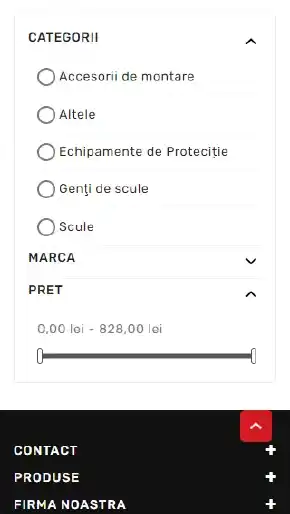 CATEGORII
Accesorii de montare
Altele
Echipamente de Proteciție
Genți de scule
Scule
MARCA
PRET
0,00 lei - 828,00 lei
CONTACT
PRODUSE
FIRMA NOASTRA